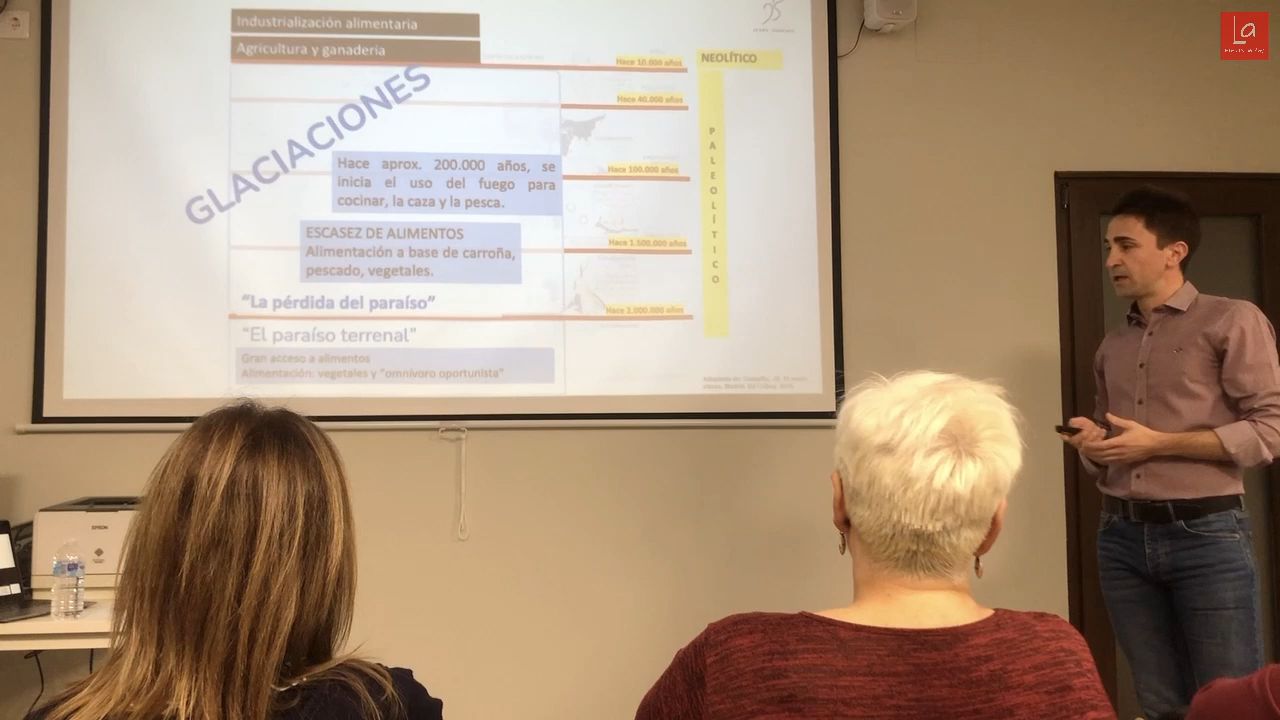 Industrialización alimentaria
Agricultura y ganadería
Hace 10.000 años
NEOLÍTICO
GLACIACIONES
Hace 40.000 años
PALEOLÍTICO
Hace aprox. 200.000 años, se
inicia el uso del fuego para
cocinar, la caza y la pesca.
Hace 100.000 años
ESCASEZ DE ALIMENTOS
Alimentación a base de carroña,
pescado, vegetales.
Hace 1.500.000 años
“La pérdida del paraíso”
Hace 2.000.000 años
“El paraíso terrenal”
Gran acceso a alimentos
Alimentación: vegetales y “omnívoro oportunista”
EPSON
La